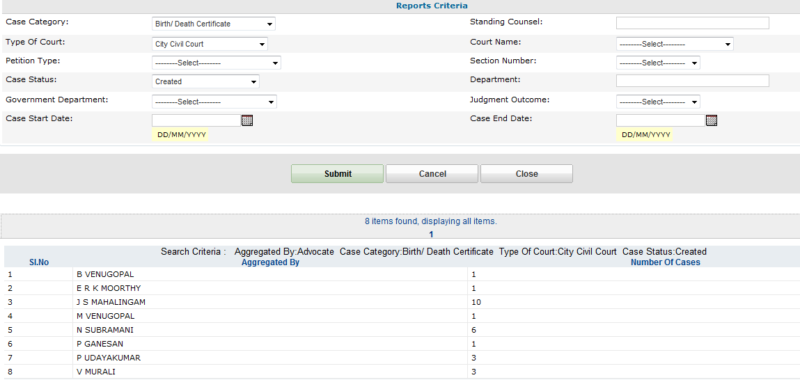 Reports Criteria
Case Category: Birth/ Death Certificate Standing Counsel:
Type Of Court: City Civil Court Court Name: --------Select--------
Petition Type: --------Select-------- Section Number: --------Select--------
Case Status: Created Department:
Government Department: --------Select-------- Judgment Outcome: --------Select--------
Case Start Date: Case End Date:
DD/MM/YYYY DD/MM/YYYY
Submit Cancel Close
8 items found, displaying all items.
1
Search Criteria : Aggregated By:Advocate Case Category:Birth/ Death Certificate Type Of Court:City Civil Court Case Status:Created
Sl.No Aggregated By Number Of Cases
1 B VENUGOPAL 1
2 E R K MOORTHY 1
3 J S MAHALINGAM 10
4 M VENUGOPAL 1
5 N SUBRAMANI 6
6 P GANESAN 1
7 P UDAYAKUMAR 3
8 V MURALI 3